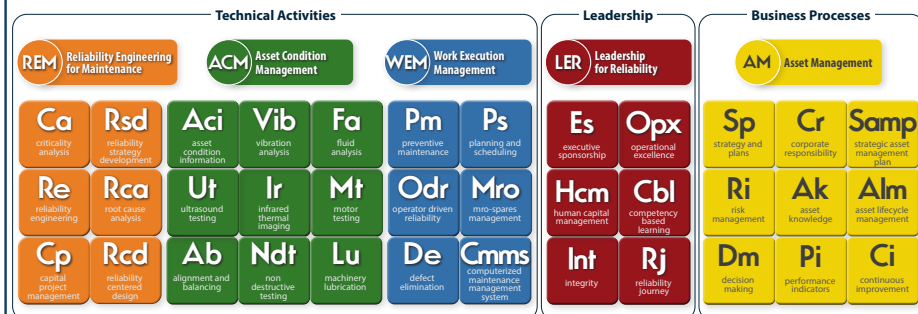 Technical Activities
Leadership
Business Processes
REM
Reliability Engineering
for Maintenance
ACM
Asset Condition
Management
WEM
Work Execution
Management
LER
Leadership
for Reliability
AM
Asset Management
Ca
criticality
analysis
Rsd
reliability
strategy
development
Aci
asset
condition
information
Vib
vibration
analysis
Fa
fluid
analysis
Pm
preventive
maintenance
Ps
planning and
scheduling
Es
executive
sponsorship
Opx
operational
excellence
Sp
strategy and
plans
Cr
corporate
responsibility
Samp
strategic asset
management
plan
Re
reliability
engineering
Rca
root cause
analysis
Ut
ultrasound
testing
Ir
infrared
thermal
imaging
Mt
motor
testing
Odr
operator driven
reliability
Mro
mro-spares
management
Hcm
human capital
management
Cbl
competency
based
learning
Ri
risk
management
Ak
asset
knowledge
Alm
asset lifecycle
management
Cp
capital
project
management
Rcd
reliability
centered
design
Ab
alignment and
balancing
Ndt
non
destructive
testing
Lu
machinery
lubrication
De
defect
elimination
Cmms
computerized
maintenance
management
system
Int
integrity
Rj
reliability
journey
Dm
decision
making
Pi
performance
indicators
Ci
continuous
improvement